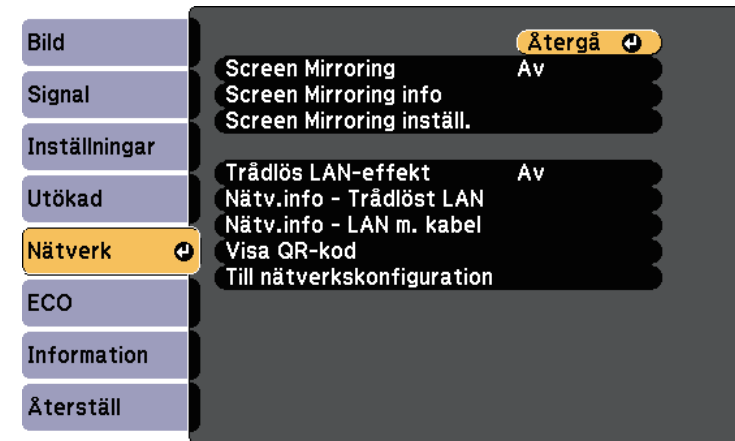 Bild
Signal
Inställningar
Utökad
Nätverk
ECO
Information
Återställ
Återgå
Screen Mirroring Av
Screen Mirroring info
Screen Mirroring inställ.
Trådlös LAN-effekt Av
Nätv.info - Trådlöst LAN
Nätv.info - LAN m. kabel
Visa QR-kod
Till nätverkskonfiguration